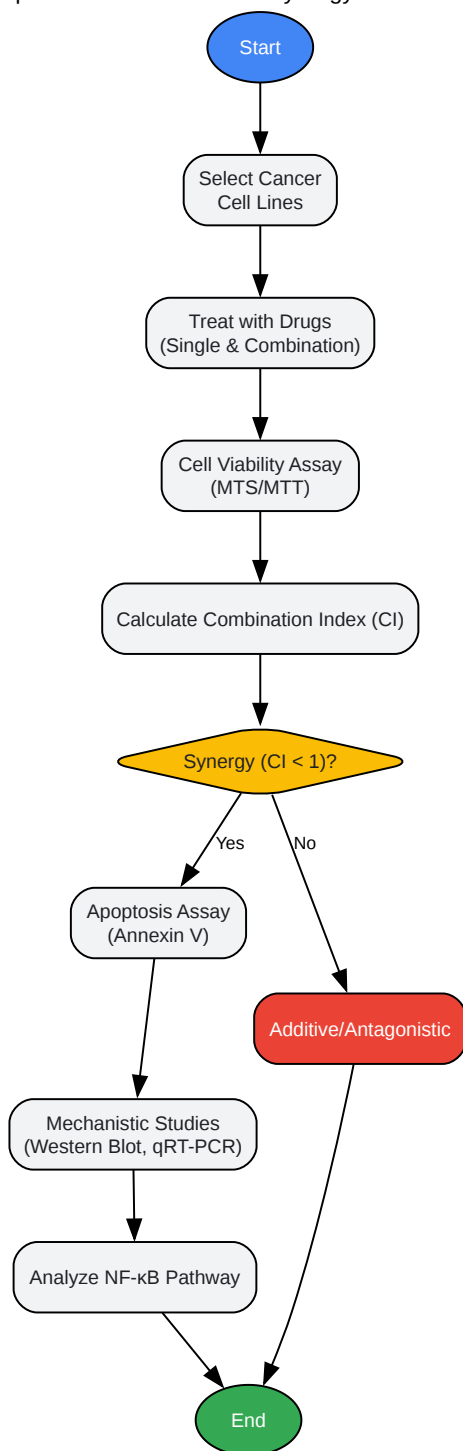 Start
Select Cancer
Cell Lines
Treat with Drugs
(Single & Combination)
Cell Viability Assay
(MTS/MTT)
Calculate Combination Index (CI)
Synergy (CI < 1)?
Yes
No
Apoptosis Assay
(Annexin V)
Additive/Antagonistic
Mechanistic Studies
(Western Blot, qRT-PCR)
Analyze NF-κB Pathway
End